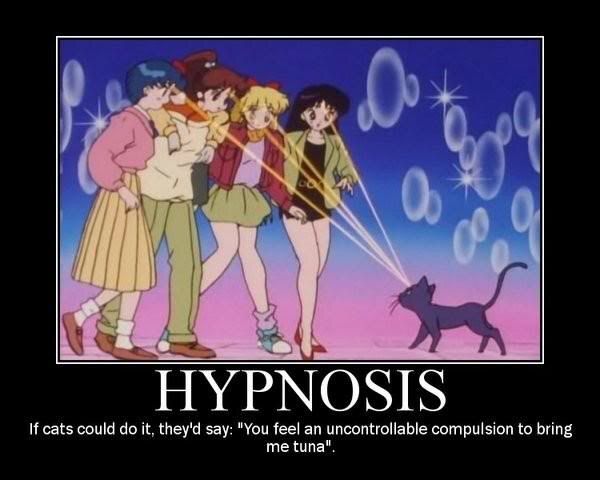 HYPNOSIS
If cats could do it, they'd say: "You feel an uncontrollable compulsion to bring
me tuna".